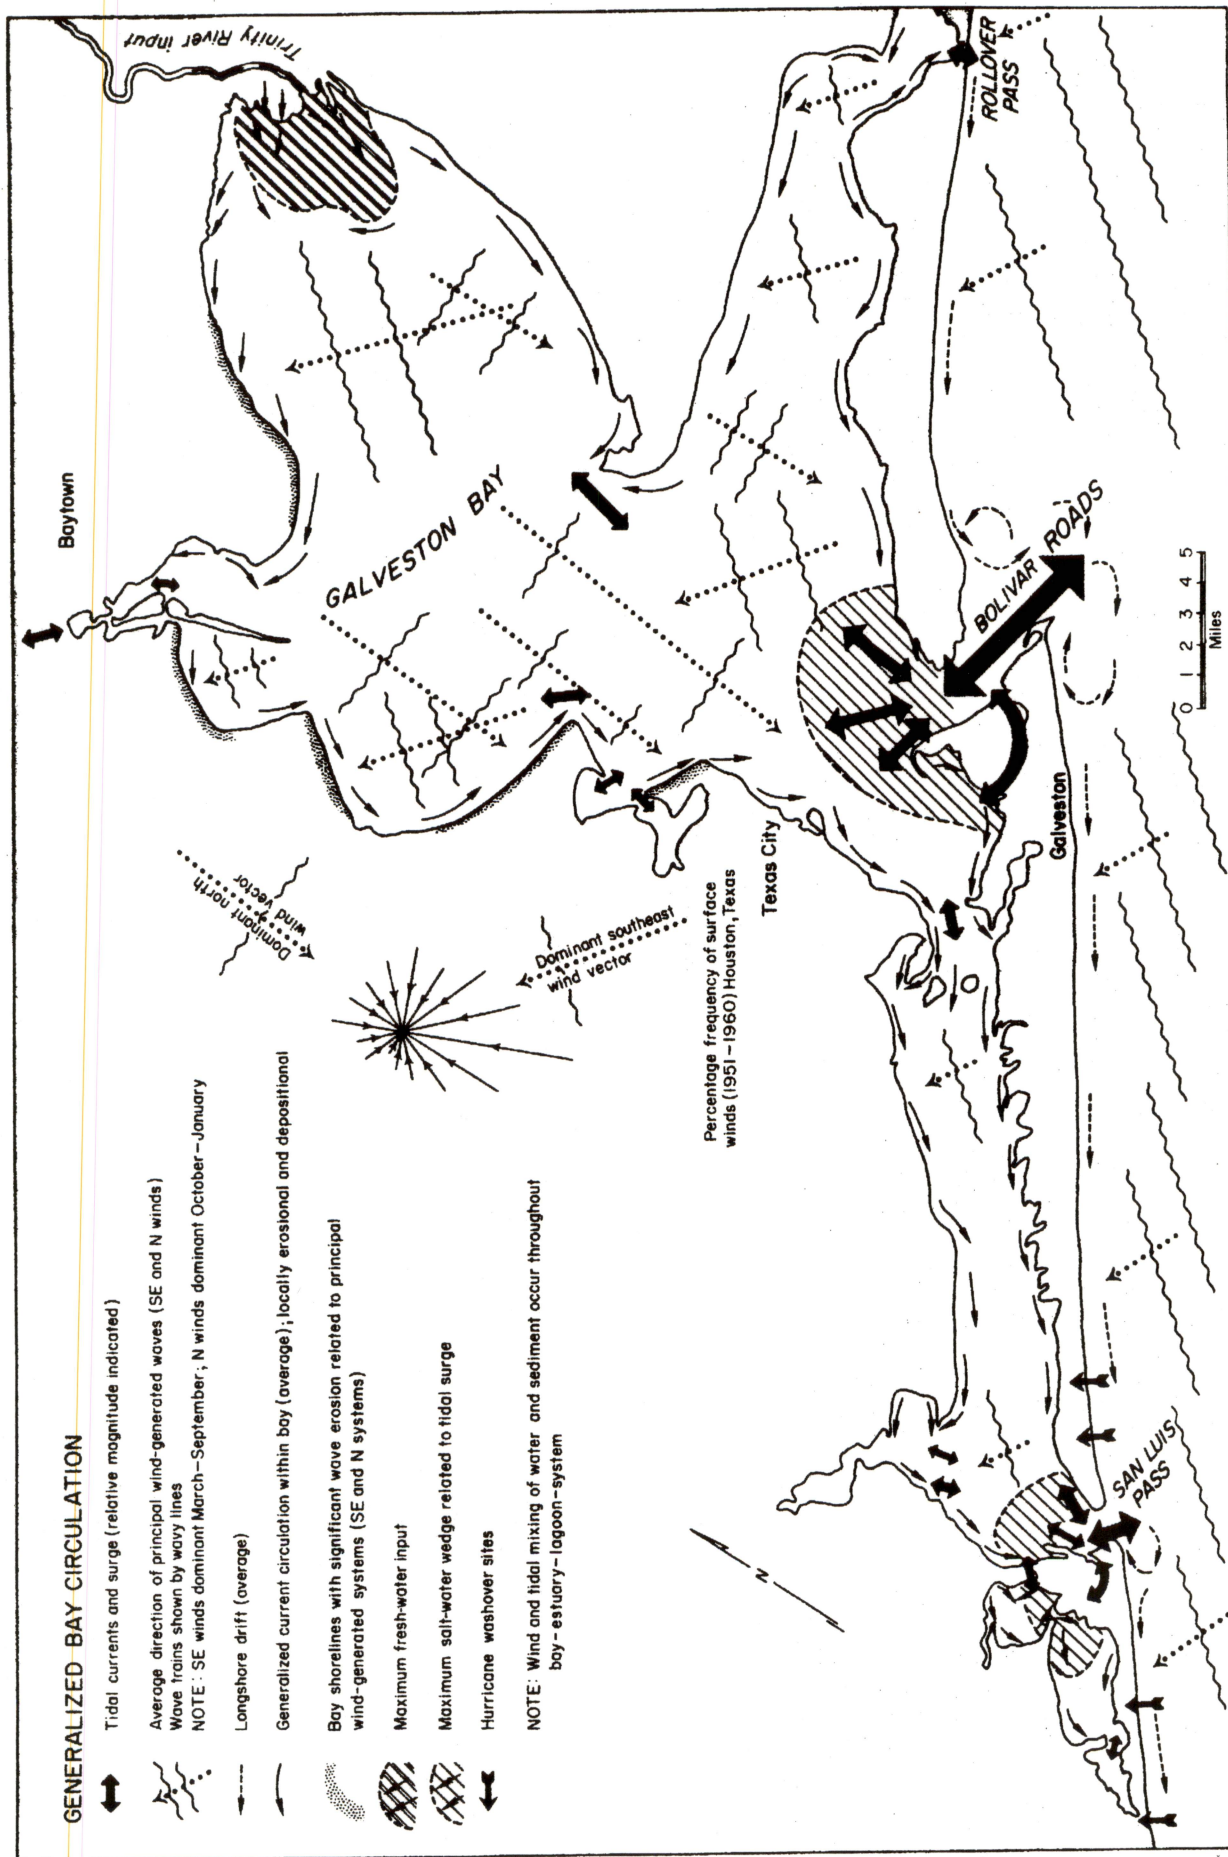 GENERALIZED BAY CIRCULATION
Tidal currents and surge (relative magnitude indicated)
Average direction of principal wind-generated waves (SE and N winds)
Wave trains shown by wavy lines
NOTE: SE winds dominant March-September; N winds dominant October-January
Longshore drift (average)
Generalized current circulation within bay (average); locally erosional and depositional
Bay shorelines with significant wave erosion related to principal
wind-generated systems (SE and N systems)
Maximum fresh-water input
Maximum salt-water wedge related to tidal surge
Hurricane washover sites
NOTE: Wind and tidal mixing of water and sediment occur throughout
bay-estuary-lagoon-system
Dominant north
wind vector
Dominant southeast
wind vector
Percentage frequency of surface
winds (1951-1960) Houston, Texas
N
Baytown
Trinity River input
GALVESTON BAY
Texas City
Galveston
BOLIVAR ROADS
ROLLOVER
PASS
SAN LUIS
PASS
0 1 2 3 4 5
Miles